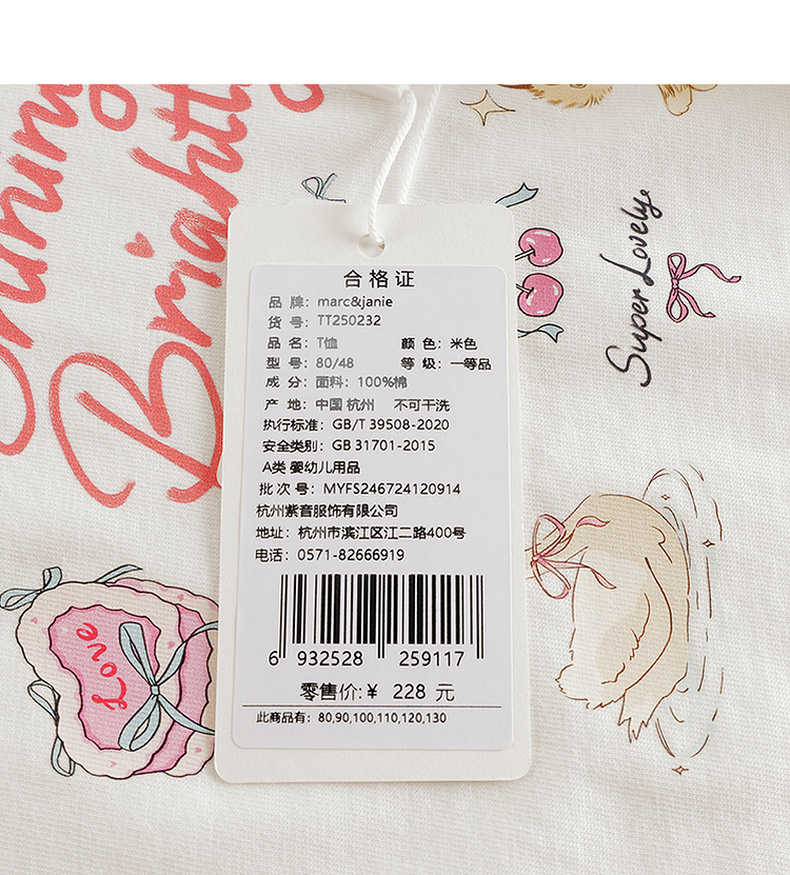 Brightly
Super Lovely
Love
合格证
品 牌：marc&janie
货 号：TT250232
品 名：T恤 颜 色：米色
型 号：80/48 等 级：一等品
成 分：面料：100%棉
产 地：中国 杭州 不可干洗
执行标准：GB/T 39508-2020
安全类别：GB 31701-2015
A类 婴幼儿用品
批 次 号：MYFS246724120914
杭州紫音服饰有限公司
地址：杭州市滨江区江二路400号
电话：0571-82666919
6 932528 259117
零售价:¥ 228 元
此商品有：80,90,100,110,120,130